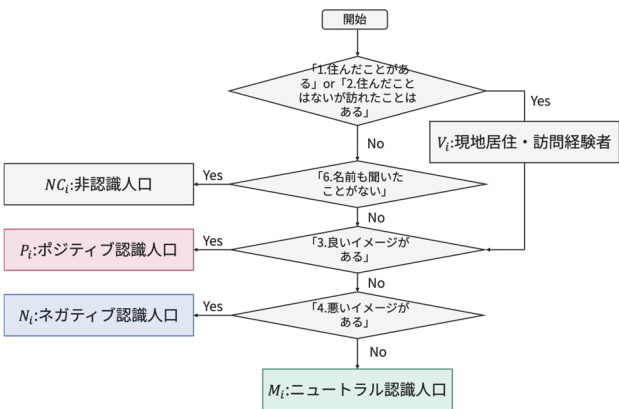 開始
「1.住んだことがあ
る」or「2.住んだこと
はないが訪れたことは
ある」
Yes
V_i:現地居住・訪問経験者
No
「6.名前も聞いた
ことがない」
Yes
NC_i:非認識人口
No
「3.良いイメージが
ある」
Yes
P_i:ポジティブ認識人口
No
「4.悪いイメージが
ある」
Yes
N_i:ネガティブ認識人口
No
M_i:ニュートラル認識人口